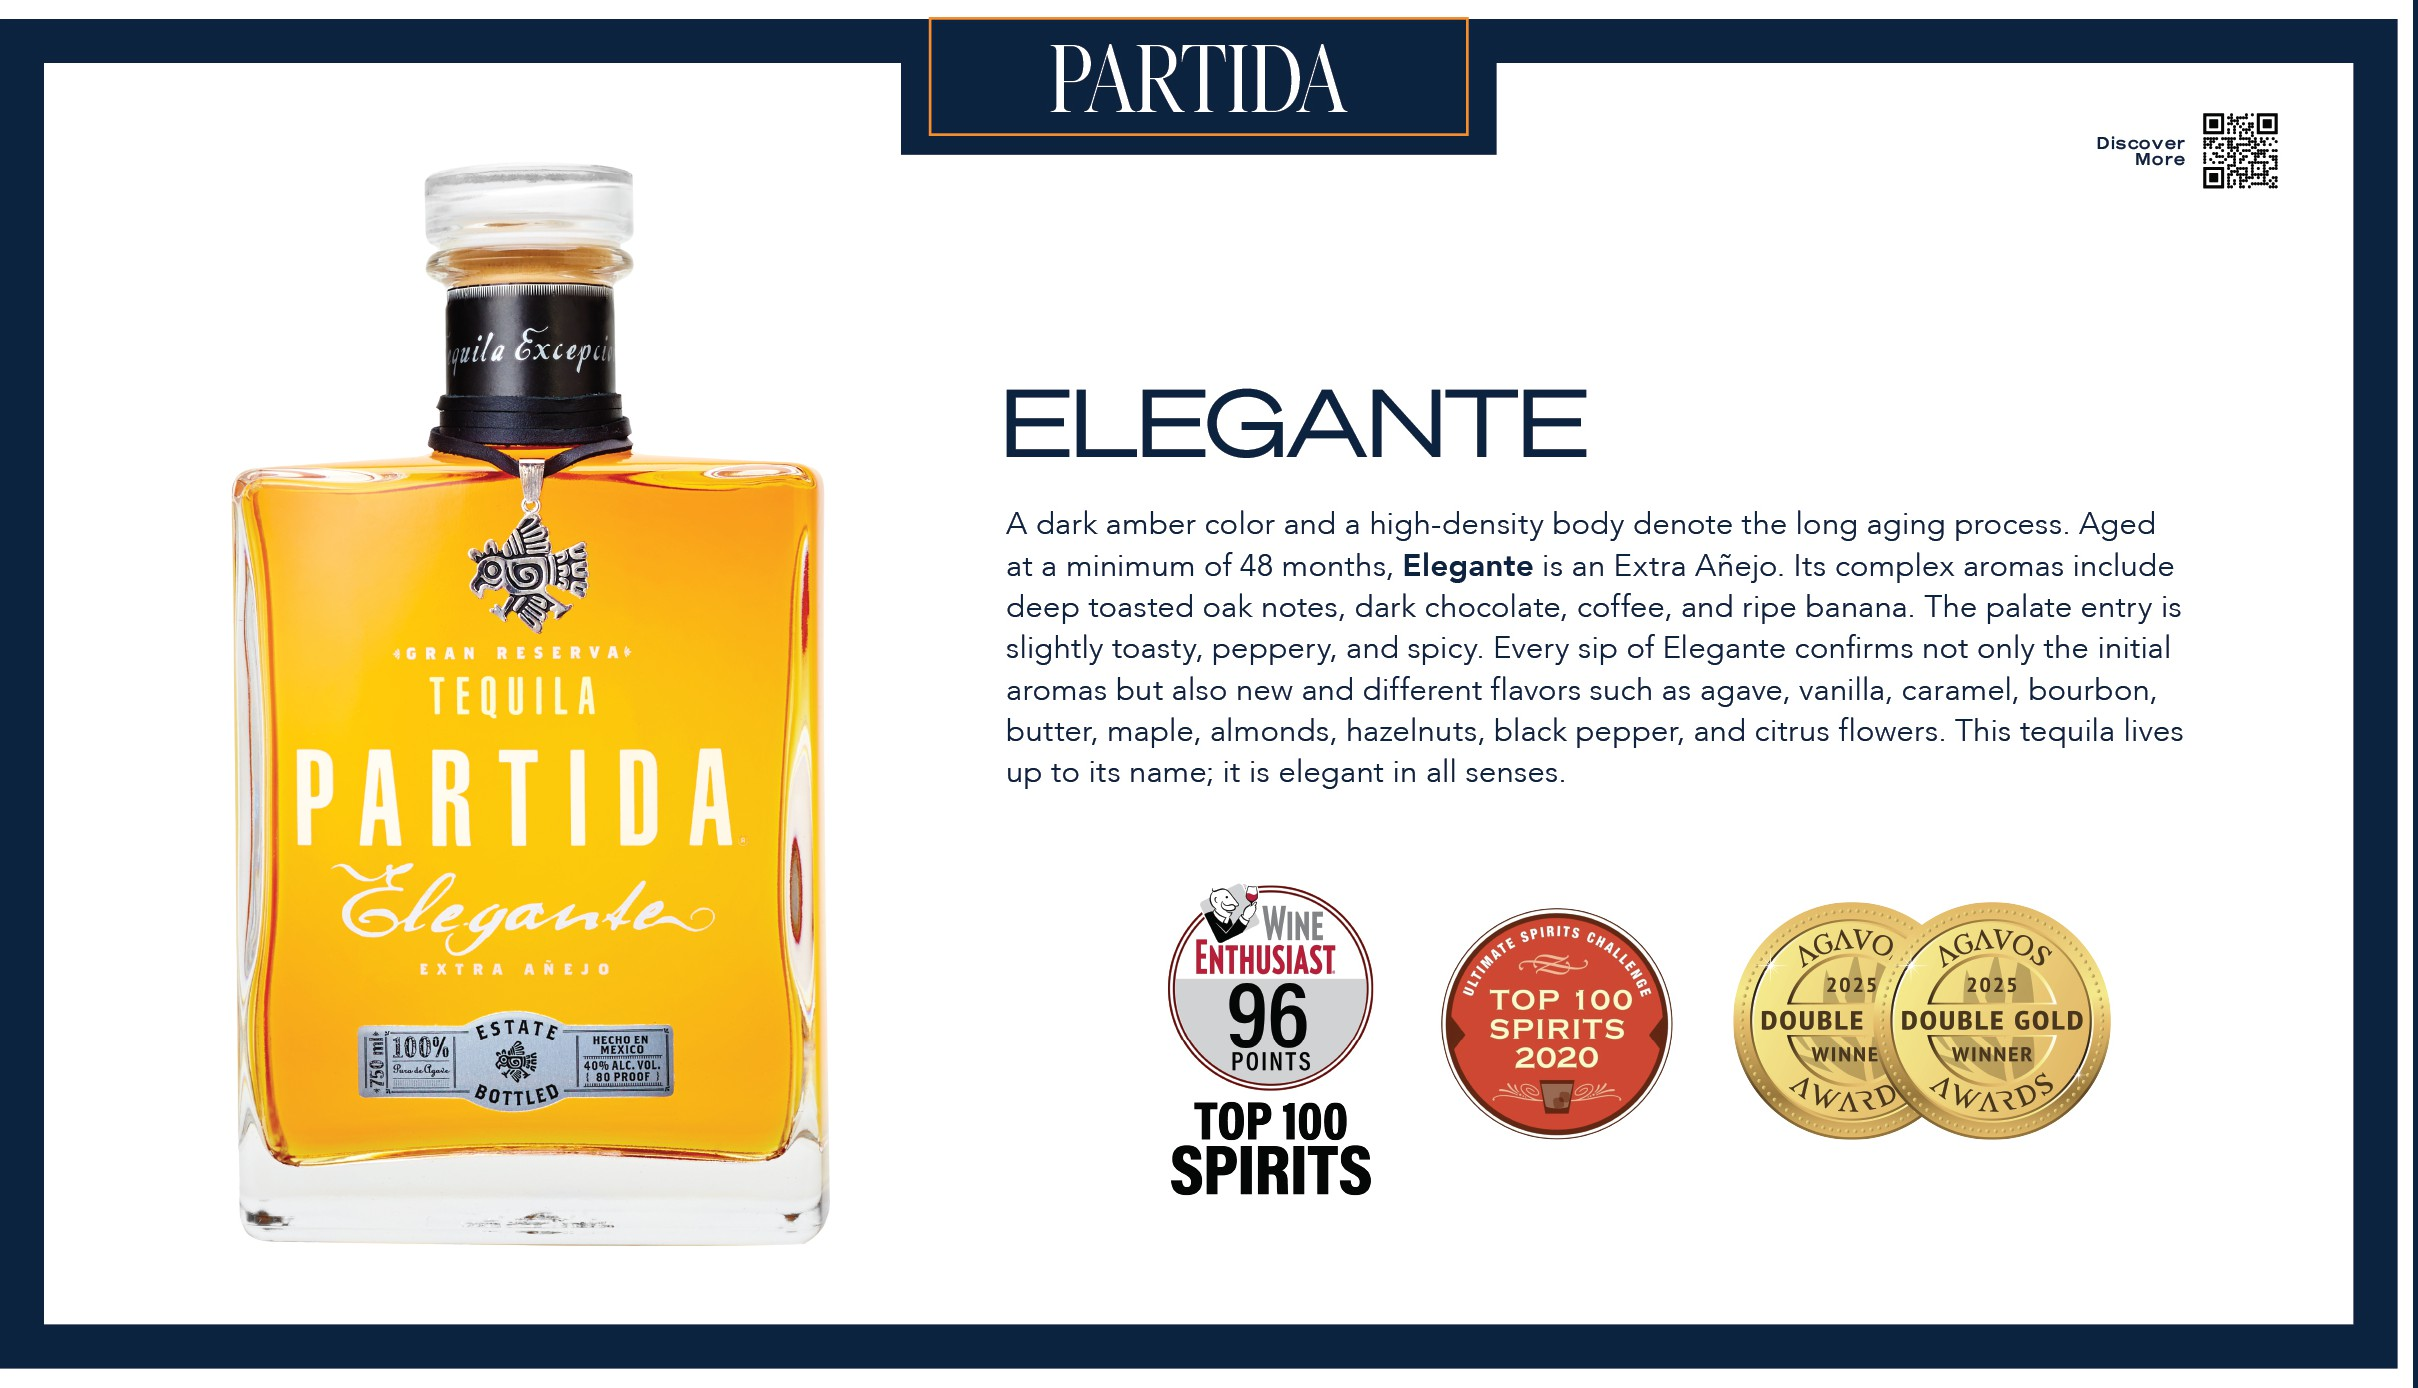 PARTIDA
Discover
More
equila Excepcio
GRAN RESERVA
TEQUILA
PARTIDA®
Elegante
EXTRA AÑEJO
750 ml
100%
Puro de Agave
ESTATE
BOTTLED
HECHO EN
MEXICO
40% ALC. VOL.
[ 80 PROOF ]
ELEGANTE
A dark amber color and a high-density body denote the long aging process. Aged
at a minimum of 48 months, Elegante is an Extra Añejo. Its complex aromas include
deep toasted oak notes, dark chocolate, coffee, and ripe banana. The palate entry is
slightly toasty, peppery, and spicy. Every sip of Elegante confirms not only the initial
aromas but also new and different flavors such as agave, vanilla, caramel, bourbon,
butter, maple, almonds, hazelnuts, black pepper, and citrus flowers. This tequila lives
up to its name; it is elegant in all senses.
WINE
ENTHUSIAST
96
POINTS
TOP 100
SPIRITS
ULTIMATE SPIRITS CHALLENGE
TOP 100
SPIRITS
2020
AGAVO
2025
DOUBLE
WINNE
AWARD
AGAVOS
2025
DOUBLE GOLD
WINNER
AWARDS